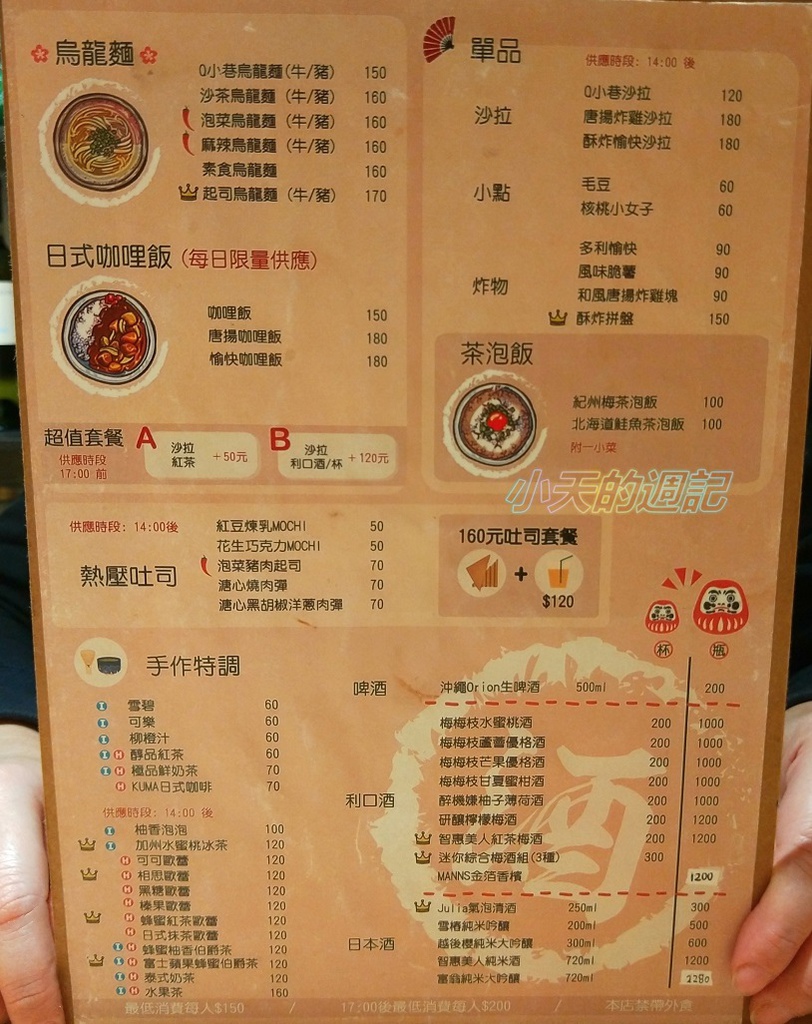 烏龍麵
Q小巷烏龍麵(牛/豬) 150
沙茶烏龍麵 (牛/豬) 160
泡菜烏龍麵 (牛/豬) 160
麻辣烏龍麵 (牛/豬) 160
素食烏龍麵 160
起司烏龍麵 (牛/豬) 170
日式咖哩飯 (每日限量供應)
咖哩飯 150
唐揚咖哩飯 180
愉快咖哩飯 180
超值套餐
供應時段
17:00 前
A 沙拉
紅茶 +50元
B 沙拉
利口酒/杯 +120元
單品
供應時段: 14:00 後
沙拉
Q小巷沙拉 120
唐揚炸雞沙拉 180
酥炸愉快沙拉 180
小點
毛豆 60
核桃小女子 60
炸物
多利愉快 90
風味脆薯 90
和風唐揚炸雞塊 90
酥炸拼盤 150
茶泡飯
紀州梅茶泡飯 100
北海道鮭魚茶泡飯 100
附一小菜
小天的週記
供應時段: 14:00後
熱壓吐司
紅豆煉乳MOCHI 50
花生巧克力MOCHI 50
泡菜豬肉起司 70
溏心燒肉彈 70
溏心黑胡椒洋蔥肉彈 70
160元吐司套餐
+
$120
手作特調
I 雪碧 60
I 可樂 60
I 柳橙汁 60
I H 醇品紅茶 60
I H 極品鮮奶茶 70
H KUMA日式咖啡 70
供應時段: 14:00 後
I 柚香泡泡 100
I 加州水蜜桃冰茶 120
H 可可歐蕾 120
H 相思歐蕾 120
H 黑糖歐蕾 120
H 榛果歐蕾 120
H 蜂蜜紅茶歐蕾 120
H 日式抹茶歐蕾 120
I H 蜂蜜柚香伯爵茶 120
I H 富士蘋果蜂蜜伯爵茶 120
I H 泰式奶茶 120
I H 水果茶 160
杯 瓶
啤酒
沖繩Orion生啤酒 500ml 200
利口酒
梅梅枝水蜜桃酒 200 1000
梅梅枝蘆薈優格酒 200 1000
梅梅枝芒果優格酒 200 1000
梅梅枝甘夏蜜柑酒 200 1000
醉機嫌柚子薄荷酒 200 1000
研釀檸檬梅酒 200 1200
智惠美人紅茶梅酒 200 1200
迷你綜合梅酒組(3種) 300
MANNS金箔香檳 1200
日本酒
Julia氣泡清酒 250ml 300
雪椿純米吟釀 200ml 500
越後櫻純米大吟釀 300ml 600
智惠美人純米酒 720ml 1200
富翁純米大吟釀 720ml 2280
酒
最低消費每人$150 / 17:00後最低消費每人$200 / 本店禁帶外食